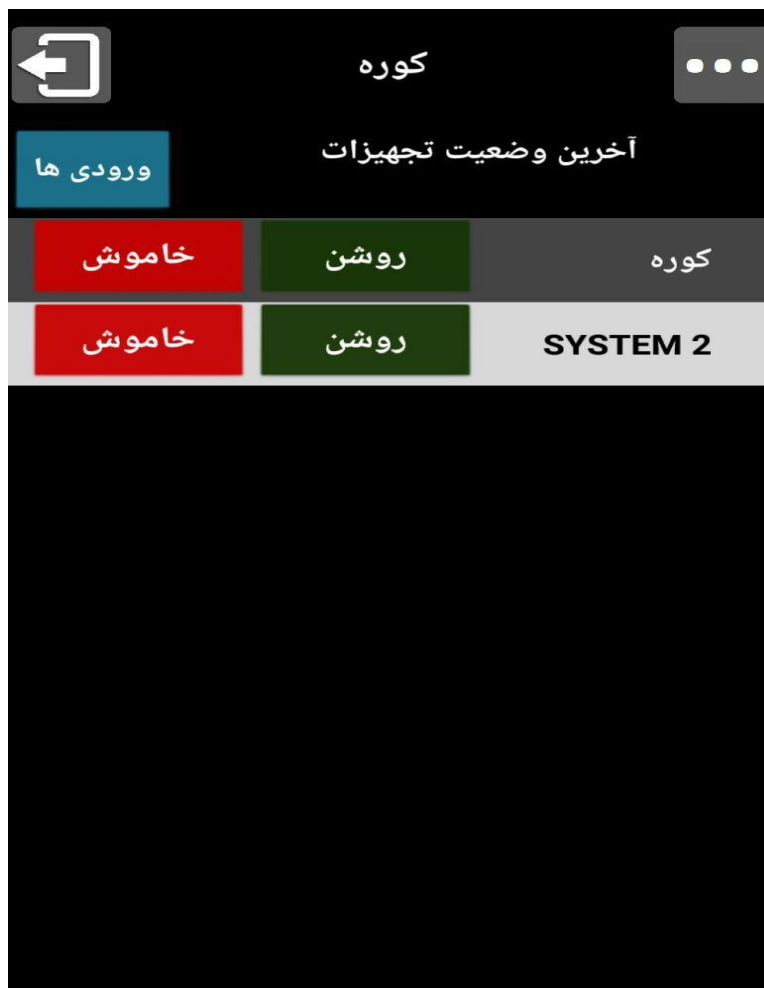 کوره
آخرین وضعیت تجهیزات
ورودی ها
کوره روشن خاموش
SYSTEM 2 روشن خاموش